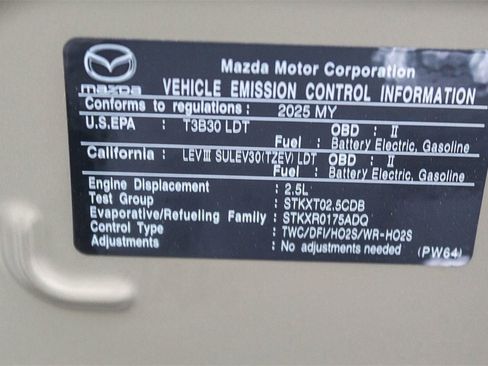 Mazda Motor Corporation
mazda
VEHICLE EMISSION CONTROL INFORMATION
Conforms to regulations: 2025 MY
U.S.EPA : T3B30 LDT OBD : II
Fuel : Battery Electric, Gasoline
California : LEVIII SULEV30(TZEV) LDT OBD : II
Fuel : Battery Electric, Gasoline
Engine Displacement : 2.5L
Test Group : STKXT02.5CDB
Evaporative/Refueling Family : STKXR0175ADQ
Control Type : TWC/DFI/HO2S/WR-HO2S
Adjustments : No adjustments needed (PW64)